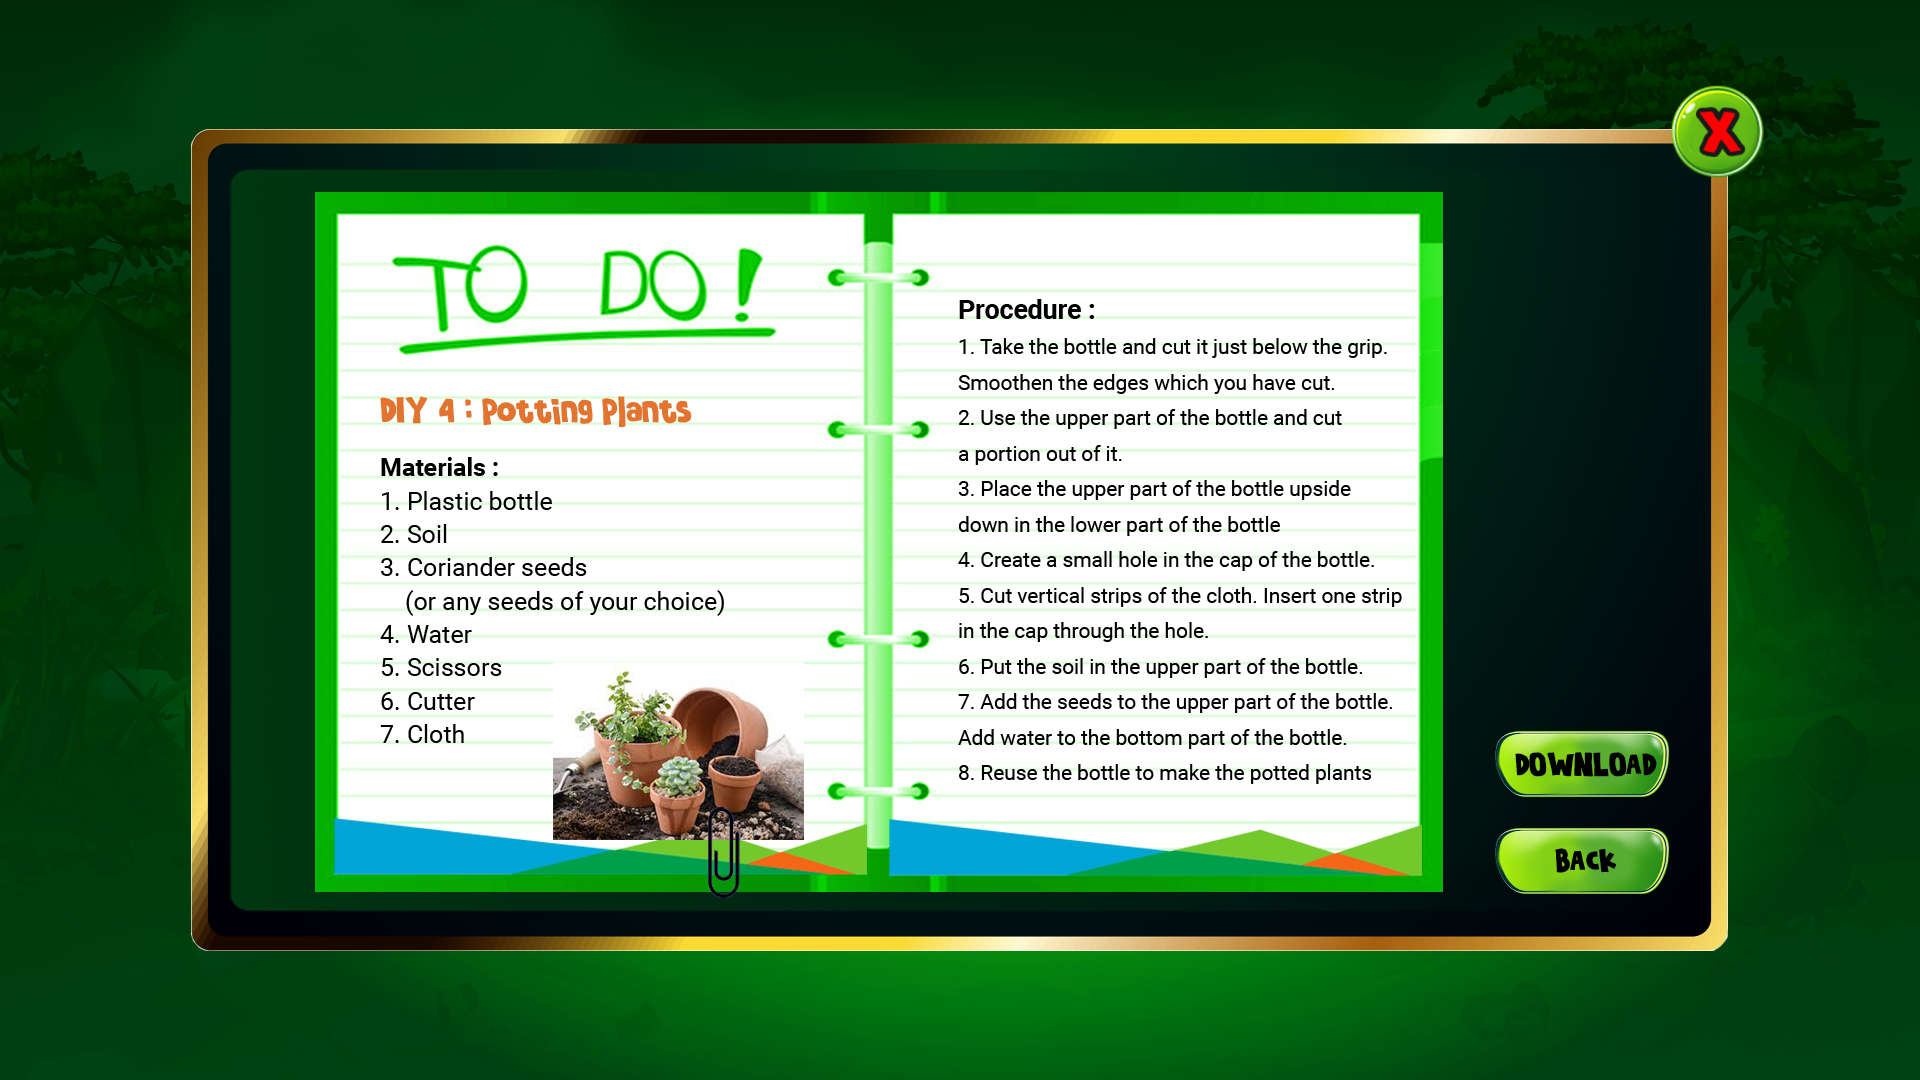 X
TO DO!
DIY 4 : Potting Plants
Materials :
1. Plastic bottle
2. Soil
3. Coriander seeds
(or any seeds of your choice)
4. Water
5. Scissors
6. Cutter
7. Cloth
Procedure :
1. Take the bottle and cut it just below the grip.
Smoothen the edges which you have cut.
2. Use the upper part of the bottle and cut
a portion out of it.
3. Place the upper part of the bottle upside
down in the lower part of the bottle
4. Create a small hole in the cap of the bottle.
5. Cut vertical strips of the cloth. Insert one strip
in the cap through the hole.
6. Put the soil in the upper part of the bottle.
7. Add the seeds to the upper part of the bottle.
Add water to the bottom part of the bottle.
8. Reuse the bottle to make the potted plants
DOWNLOAD
BACK